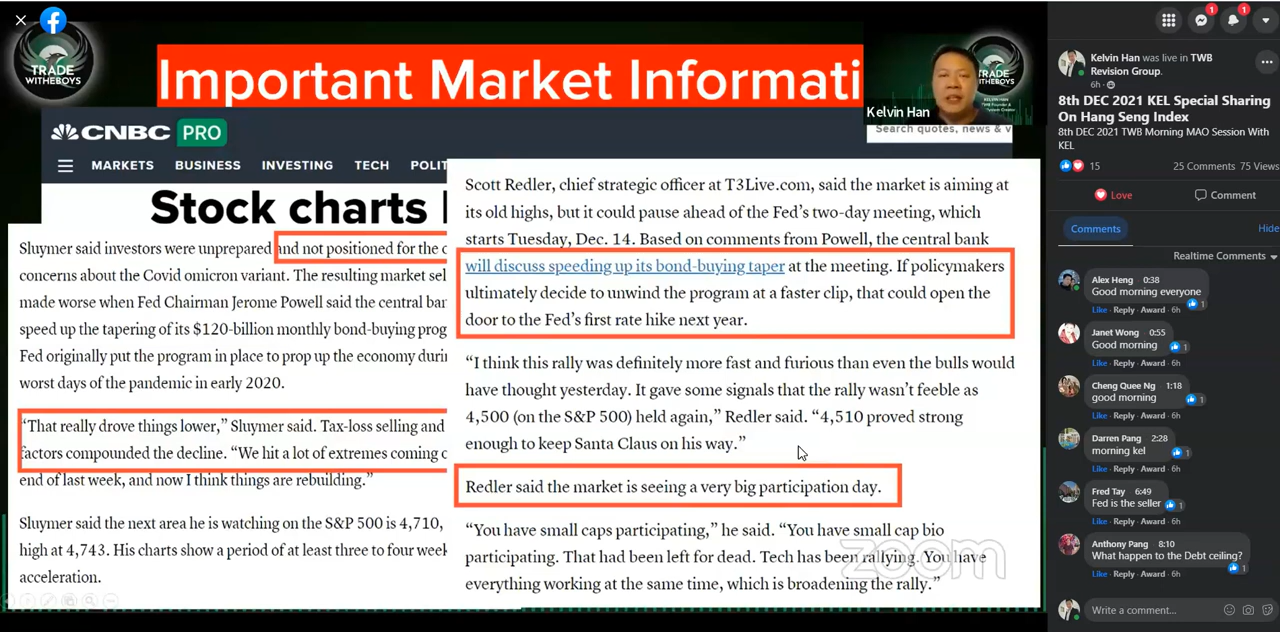 TRADE
WITHEBOYS
Important Market Informati
TRADE
WITHEBOYS
Kelvin Han
CNBC PRO
Search quotes, news & v
MARKETS BUSINESS INVESTING TECH POLIT
Stock charts
Sluymer said investors were unprepared and not positioned for the c
concerns about the Covid omicron variant. The resulting market sel
made worse when Fed Chairman Jerome Powell said the central ban
speed up the tapering of its $120-billion monthly bond-buying prog
Fed originally put the program in place to prop up the economy duri
worst days of the pandemic in early 2020.
“That really drove things lower,” Sluymer said. Tax-loss selling and
factors compounded the decline. “We hit a lot of extremes coming o
end of last week, and now I think things are rebuilding.”
Sluymer said the next area he is watching on the S&P 500 is 4,710,
high at 4,743. His charts show a period of at least three to four week
acceleration.
Scott Redler, chief strategic officer at T3Live.com, said the market is aiming at
its old highs, but it could pause ahead of the Fed’s two-day meeting, which
starts Tuesday, Dec. 14. Based on comments from Powell, the central bank
will discuss speeding up its bond-buying taper at the meeting. If policymakers
ultimately decide to unwind the program at a faster clip, that could open the
door to the Fed’s first rate hike next year.
“I think this rally was definitely more fast and furious than even the bulls would
have thought yesterday. It gave some signals that the rally wasn’t feeble as
4,500 (on the S&P 500) held again,” Redler said. “4,510 proved strong
enough to keep Santa Claus on his way.”
Redler said the market is seeing a very big participation day.
“You have small caps participating,” he said. “You have small cap bio
participating. That had been left for dead. Tech has been rallying. You have
everything working at the same time, which is broadening the rally.”
zoom
1
1
Kelvin Han was live in TWB
Revision Group.
6h
8th DEC 2021 KEL Special Sharing
On Hang Seng Index
8th DEC 2021 TWB Morning MAO Session With
KEL
15 25 Comments 75 Views
Love Comment
Comments Hide
Realtime Comments
Alex Heng 0:38
Good morning everyone
1
Like · Reply · Award · 6h
Janet Wong 0:55
Good morning
1
Like · Reply · Award · 6h
Cheng Quee Ng 1:18
good morning
1
Like · Reply · Award · 6h
Darren Pang 2:28
morning kel
1
Like · Reply · Award · 6h
Fred Tay 6:49
Fed is the seller
1
Like · Reply · Award · 6h
Anthony Pang 8:10
What happen to the Debt ceiling?
1
Like · Reply · Award · 6h
Write a comment...